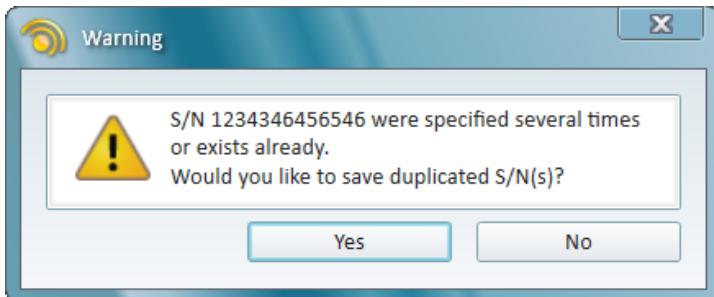 Warning
S/N 1234346456546 were specified several times
or exists already.
Would you like to save duplicated S/N(s)?
Yes
No